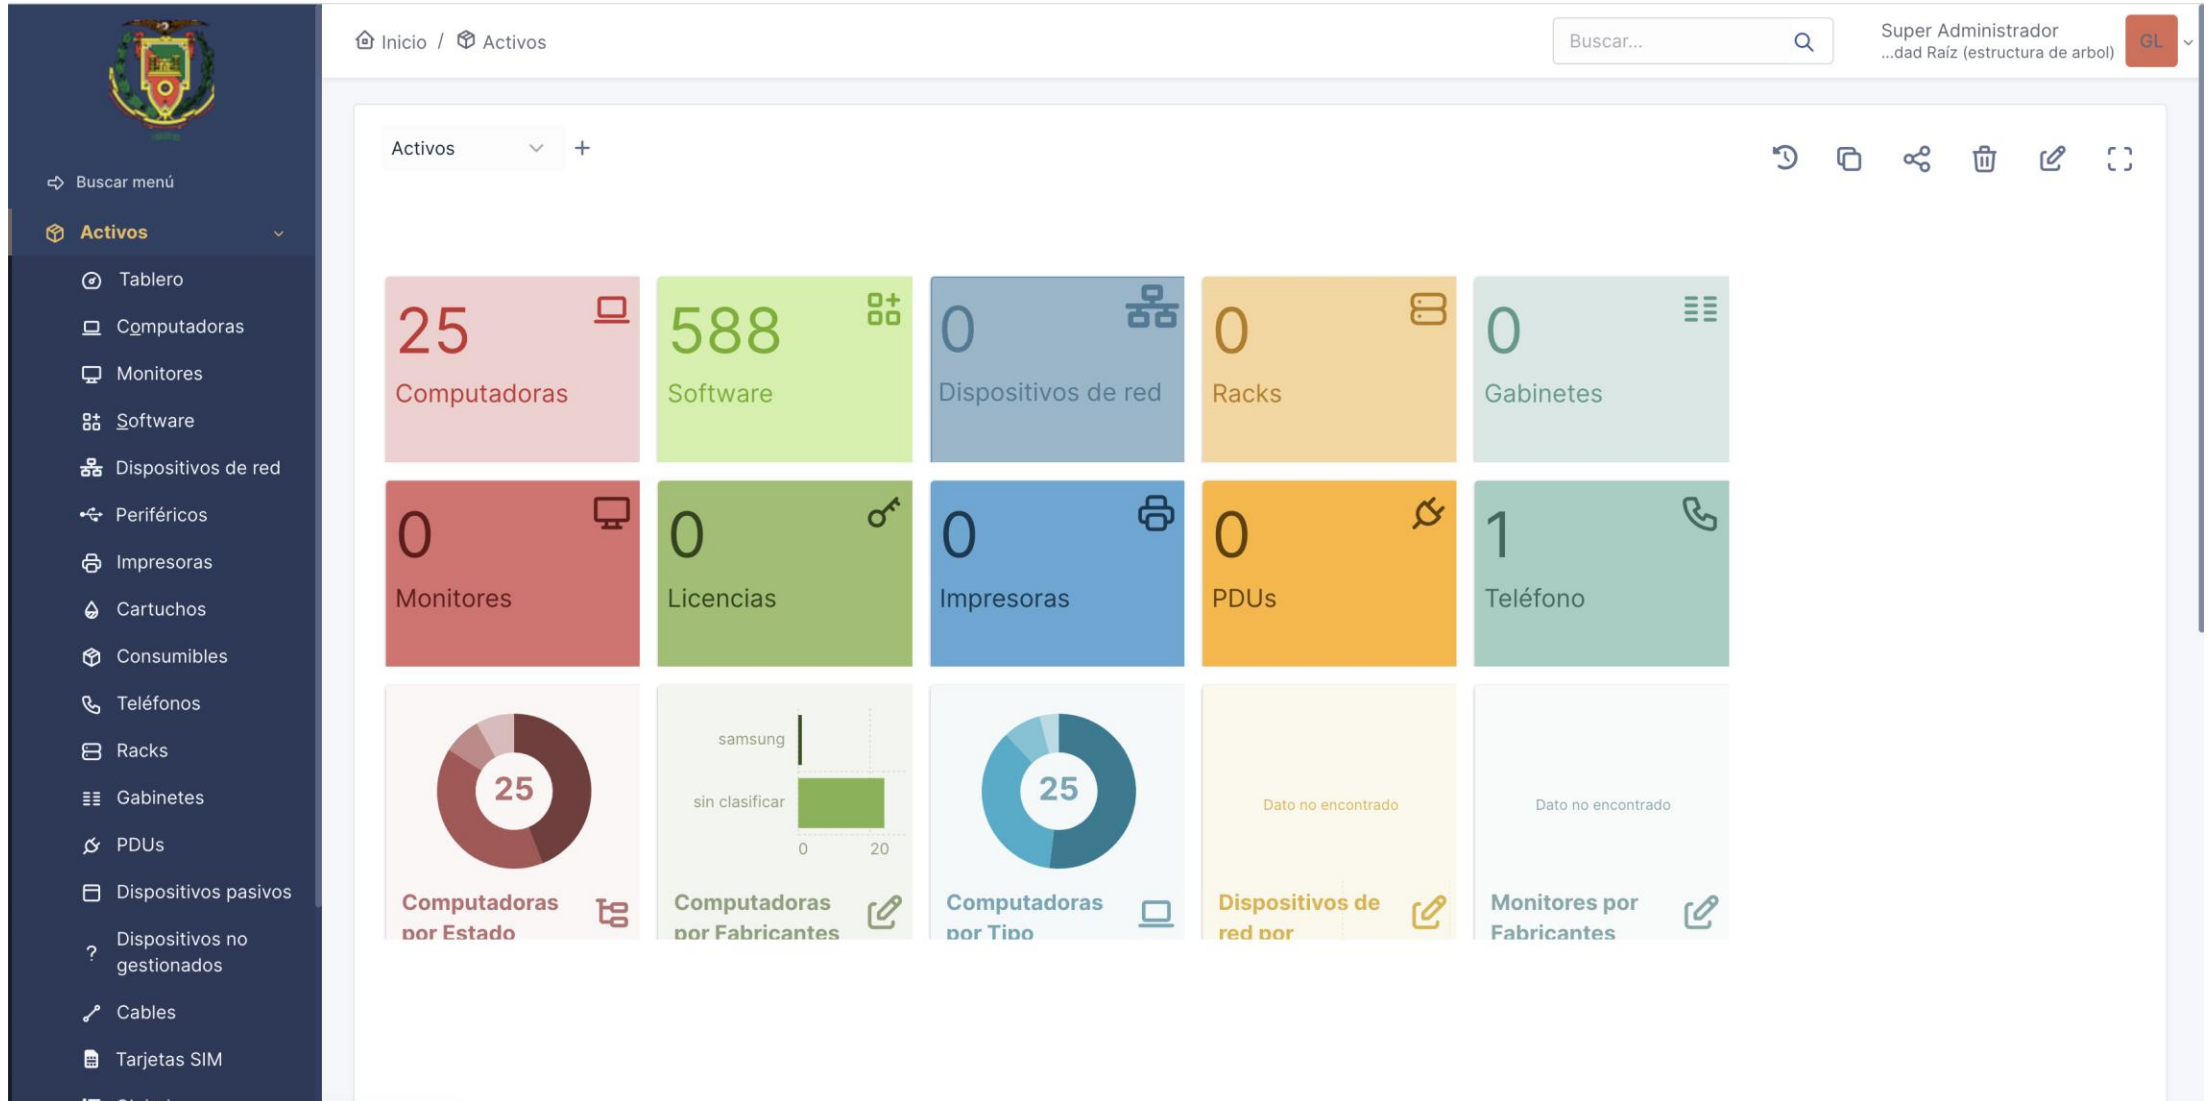 Inicio / Activos
Buscar...
Super Administrador
...dad Raíz (estructura de arbol)
GL
Buscar menú
Activos
Tablero
Computadoras
Monitores
Software
Dispositivos de red
Periféricos
Impresoras
Cartuchos
Consumibles
Teléfonos
Racks
Gabinetes
PDUs
Dispositivos pasivos
Dispositivos no
gestionados
Cables
Tarjetas SIM
Activos
25
Computadoras
588
Software
0
Dispositivos de red
0
Racks
0
Gabinetes
0
Monitores
0
Licencias
0
Impresoras
0
PDUs
1
Teléfono
25
Computadoras
por Estado
samsung
sin clasificar
0 20
Computadoras
por Fabricantes
25
Computadoras
por Tipo
Dato no encontrado
Dispositivos de
red por
Dato no encontrado
Monitores por
Fabricantes